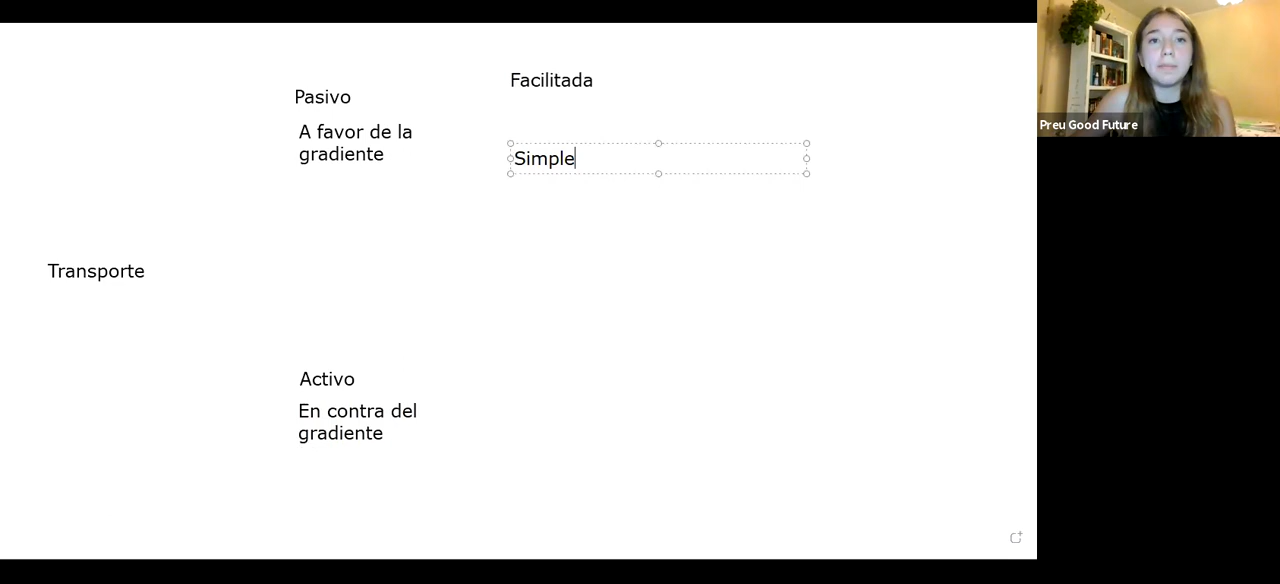 Facilitada
Pasivo
A favor de la
gradiente
Simple
Transporte
Activo
En contra del
gradiente
Preu Good Future